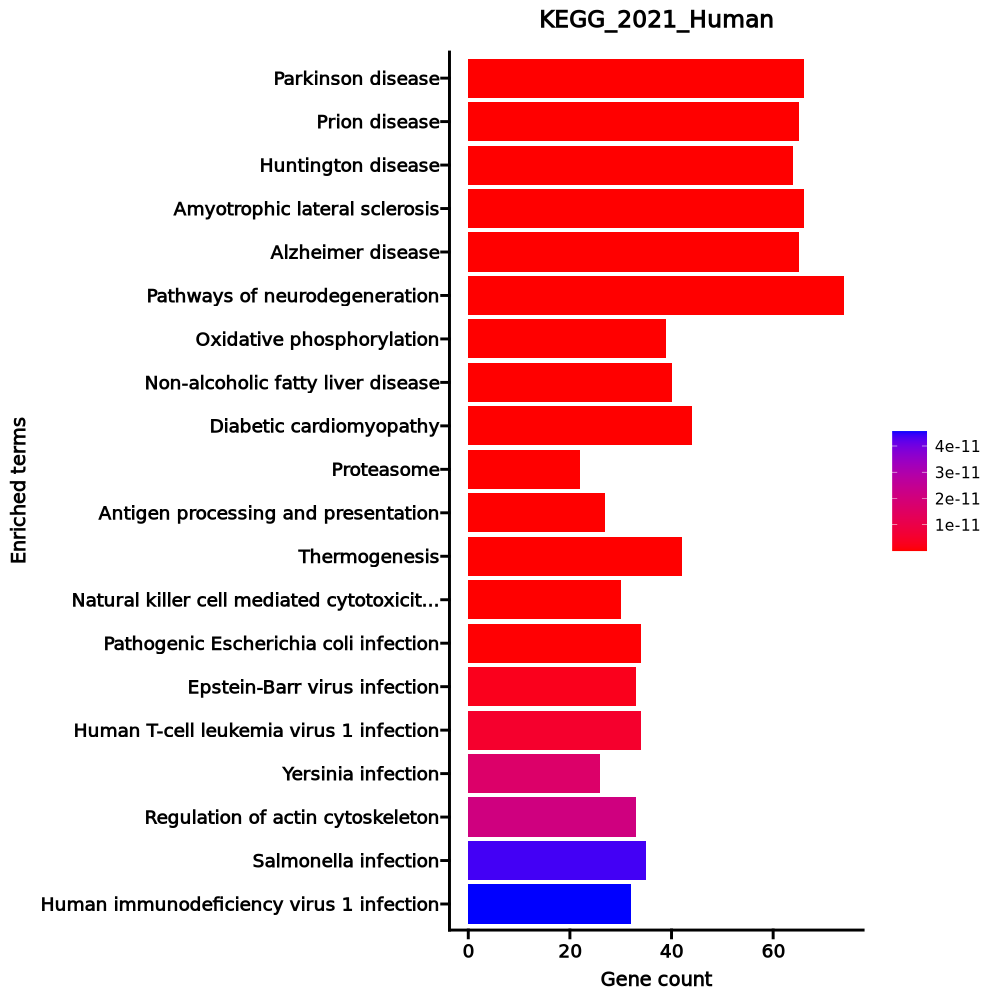 KEGG_2021_Human
Parkinson disease
Prion disease
Huntington disease
Amyotrophic lateral sclerosis
Alzheimer disease
Pathways of neurodegeneration
Oxidative phosphorylation
Non-alcoholic fatty liver disease
Diabetic cardiomyopathy
Proteasome
Antigen processing and presentation
Thermogenesis
Natural killer cell mediated cytotoxicit...
Pathogenic Escherichia coli infection
Epstein-Barr virus infection
Human T-cell leukemia virus 1 infection
Yersinia infection
Regulation of actin cytoskeleton
Salmonella infection
Human immunodeficiency virus 1 infection
Enriched terms
0 20 40 60
Gene count
4e-11
3e-11
2e-11
1e-11